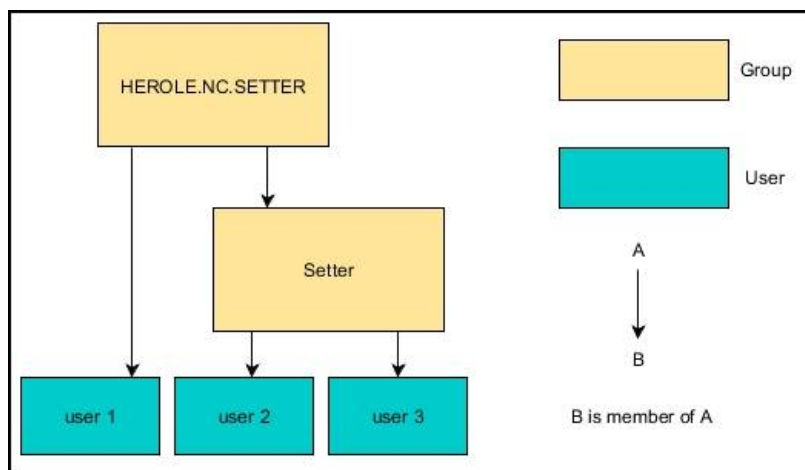 HEROLE.NC.SETTER
Group
User
Setter
A
B
user 1
user 2
user 3
B is member of A